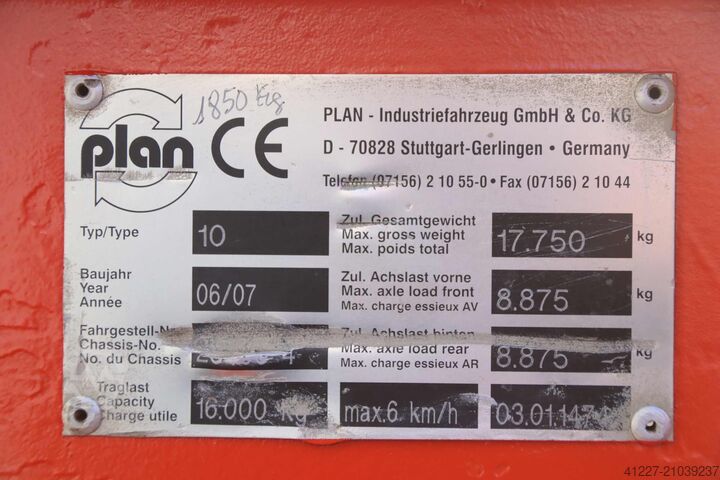 1850 kg
plan CE
PLAN - Industriefahrzeug GmbH & Co. KG
D - 70828 Stuttgart-Gerlingen • Germany
Telefon (07156) 2 10 55-0 • Fax (07156) 2 10 44
Typ/Type 10
Zul. Gesamtgewicht
Max. gross weight 17.750 kg
Max. poids total
Baujahr
Year 06/07
Année
Zul. Achslast vorne
Max. axle load front 8.875 kg
Max. charge essieux AV
Fahrgestell-No.
Chassis-No.
No. du Chassis
Zul. Achslast hinten
Max. axle load rear 8.875 kg
Max. charge essieux AR
Traglast
Capacity 16.000 kg
Charge utile
max.6 km/h
03.01.147
41227-21039237